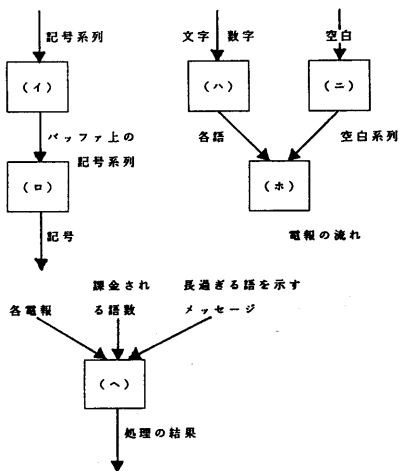 記号系列
(イ)
バッファ上の
記号系列
(ロ)
記号
文字 数字
(ハ)
各語
空白
(ニ)
空白系列
(ホ)
電報の流れ
各電報
課金され
る語数
長過ぎる語を示す
メッセージ
(ヘ)
処理の結果